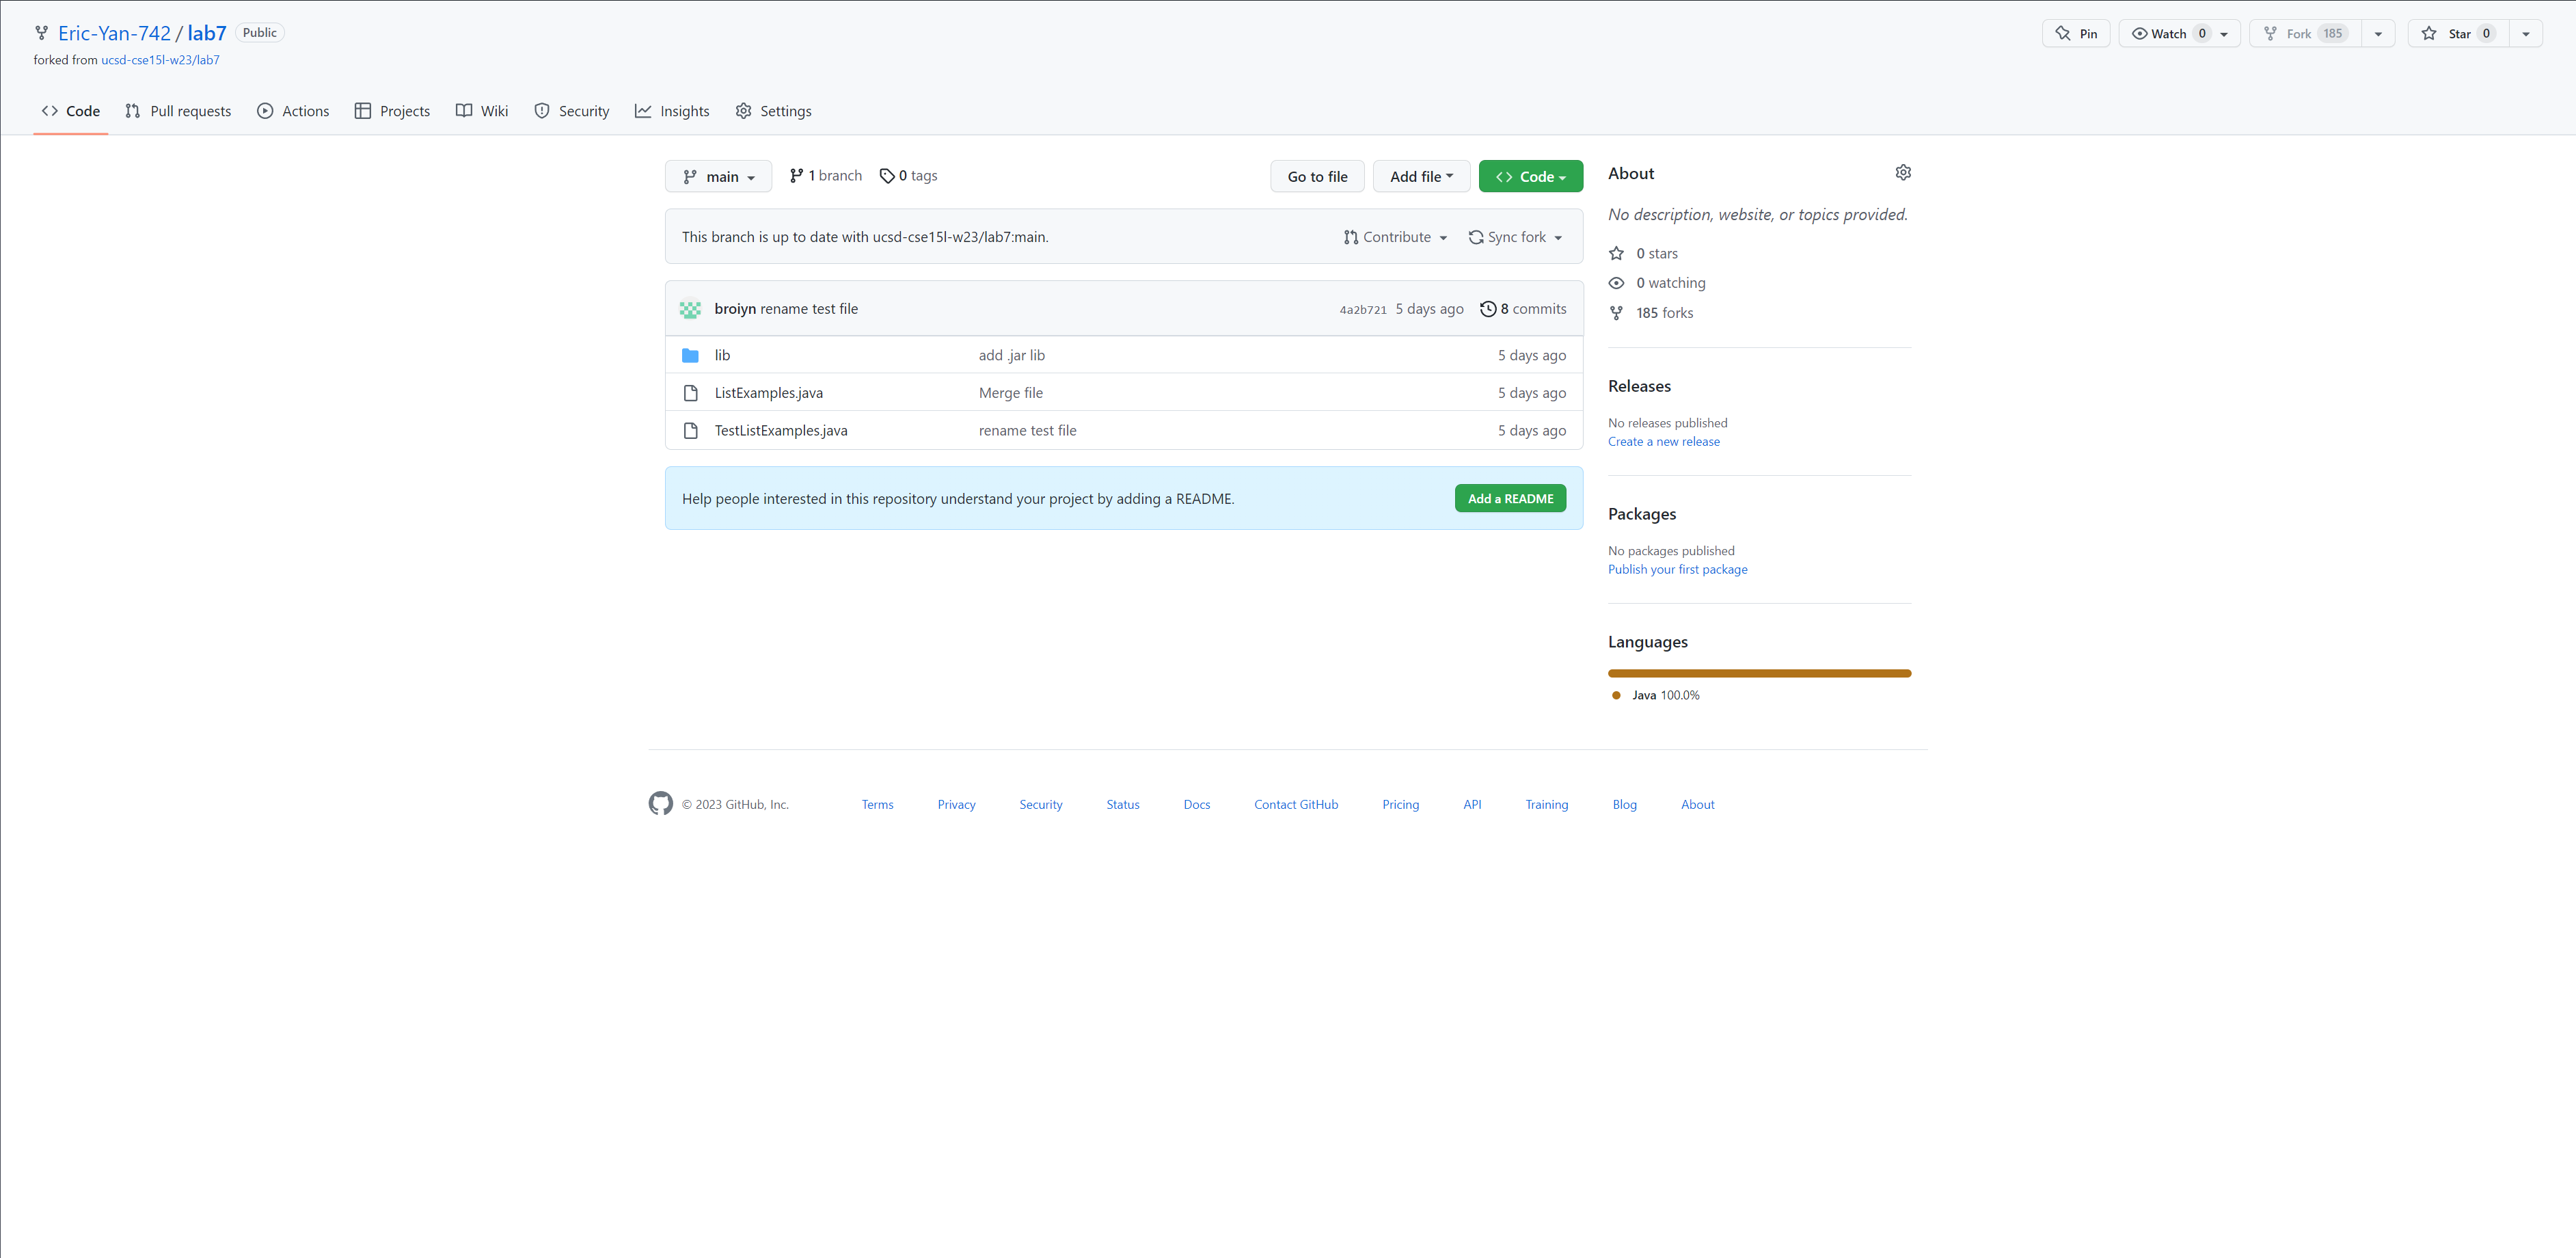 Eric-Yan-742 / lab7 Public
Pin Watch 0 Fork 185 Star 0
forked from ucsd-cse15l-w23/lab7
Code Pull requests Actions Projects Wiki Security Insights Settings
main 1 branch 0 tags Go to file Add file Code
This branch is up to date with ucsd-cse15l-w23/lab7:main. Contribute Sync fork
broiyn rename test file 4a2b721 5 days ago 8 commits
lib add .jar lib 5 days ago
ListExamples.java Merge file 5 days ago
TestListExamples.java rename test file 5 days ago
Help people interested in this repository understand your project by adding a README. Add a README
About
No description, website, or topics provided.
0 stars
0 watching
185 forks
Releases
No releases published
Create a new release
Packages
No packages published
Publish your first package
Languages
Java 100.0%
© 2023 GitHub, Inc. Terms Privacy Security Status Docs Contact GitHub Pricing API Training Blog About